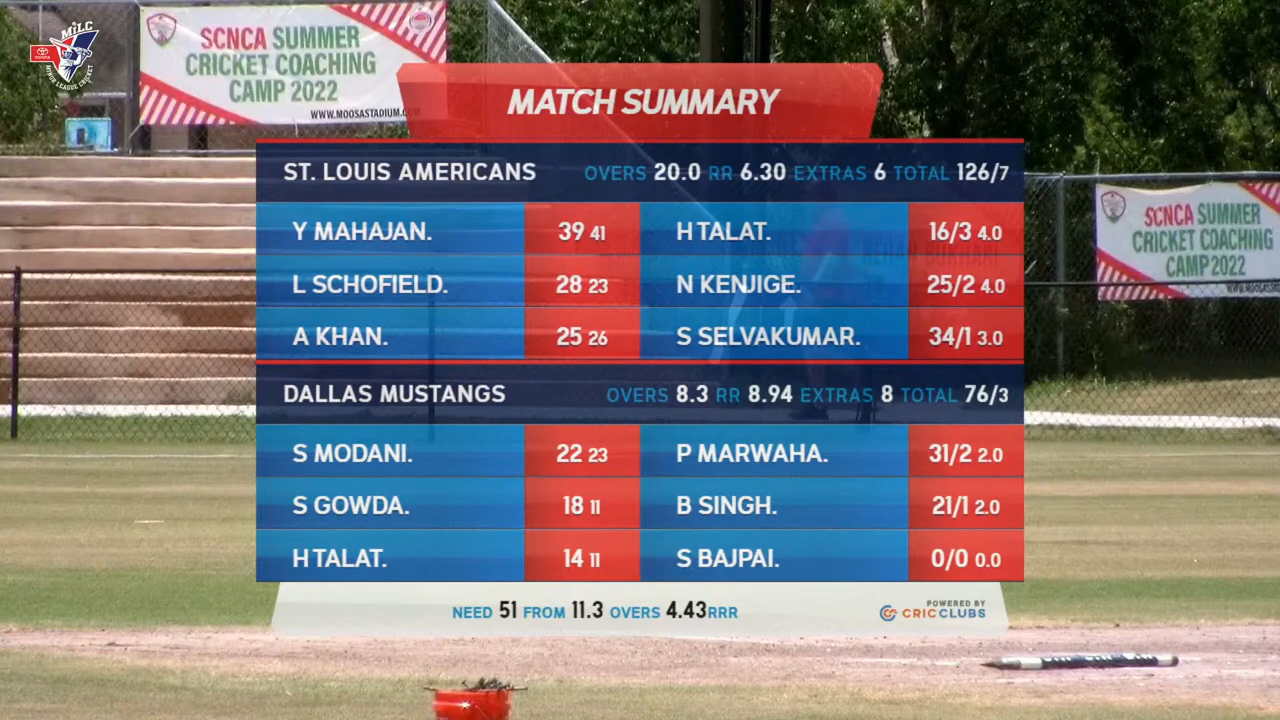 MiLC
TOYOTA
MINOR LEAGUE CRICKET
SCNCA SUMMER
CRICKET COACHING
CAMP 2022
WWW.MOOSASTADIUM.COM
MATCH SUMMARY
ST. LOUIS AMERICANS OVERS 20.0 RR 6.30 EXTRAS 6 TOTAL 126/7
Y MAHAJAN. 39 41 H TALAT. 16/3 4.0
L SCHOFIELD. 28 23 N KENJIGE. 25/2 4.0
A KHAN. 25 26 S SELVAKUMAR. 34/1 3.0
DALLAS MUSTANGS OVERS 8.3 RR 8.94 EXTRAS 8 TOTAL 76/3
S MODANI. 22 23 P MARWAHA. 31/2 2.0
S GOWDA. 18 11 B SINGH. 21/1 2.0
H TALAT. 14 11 S BAJPAI. 0/0 0.0
NEED 51 FROM 11.3 OVERS 4.43RRR
POWERED BY
CRICCLUBS
SCNCA SUMMER
CRICKET COACHING
CAMP 2022